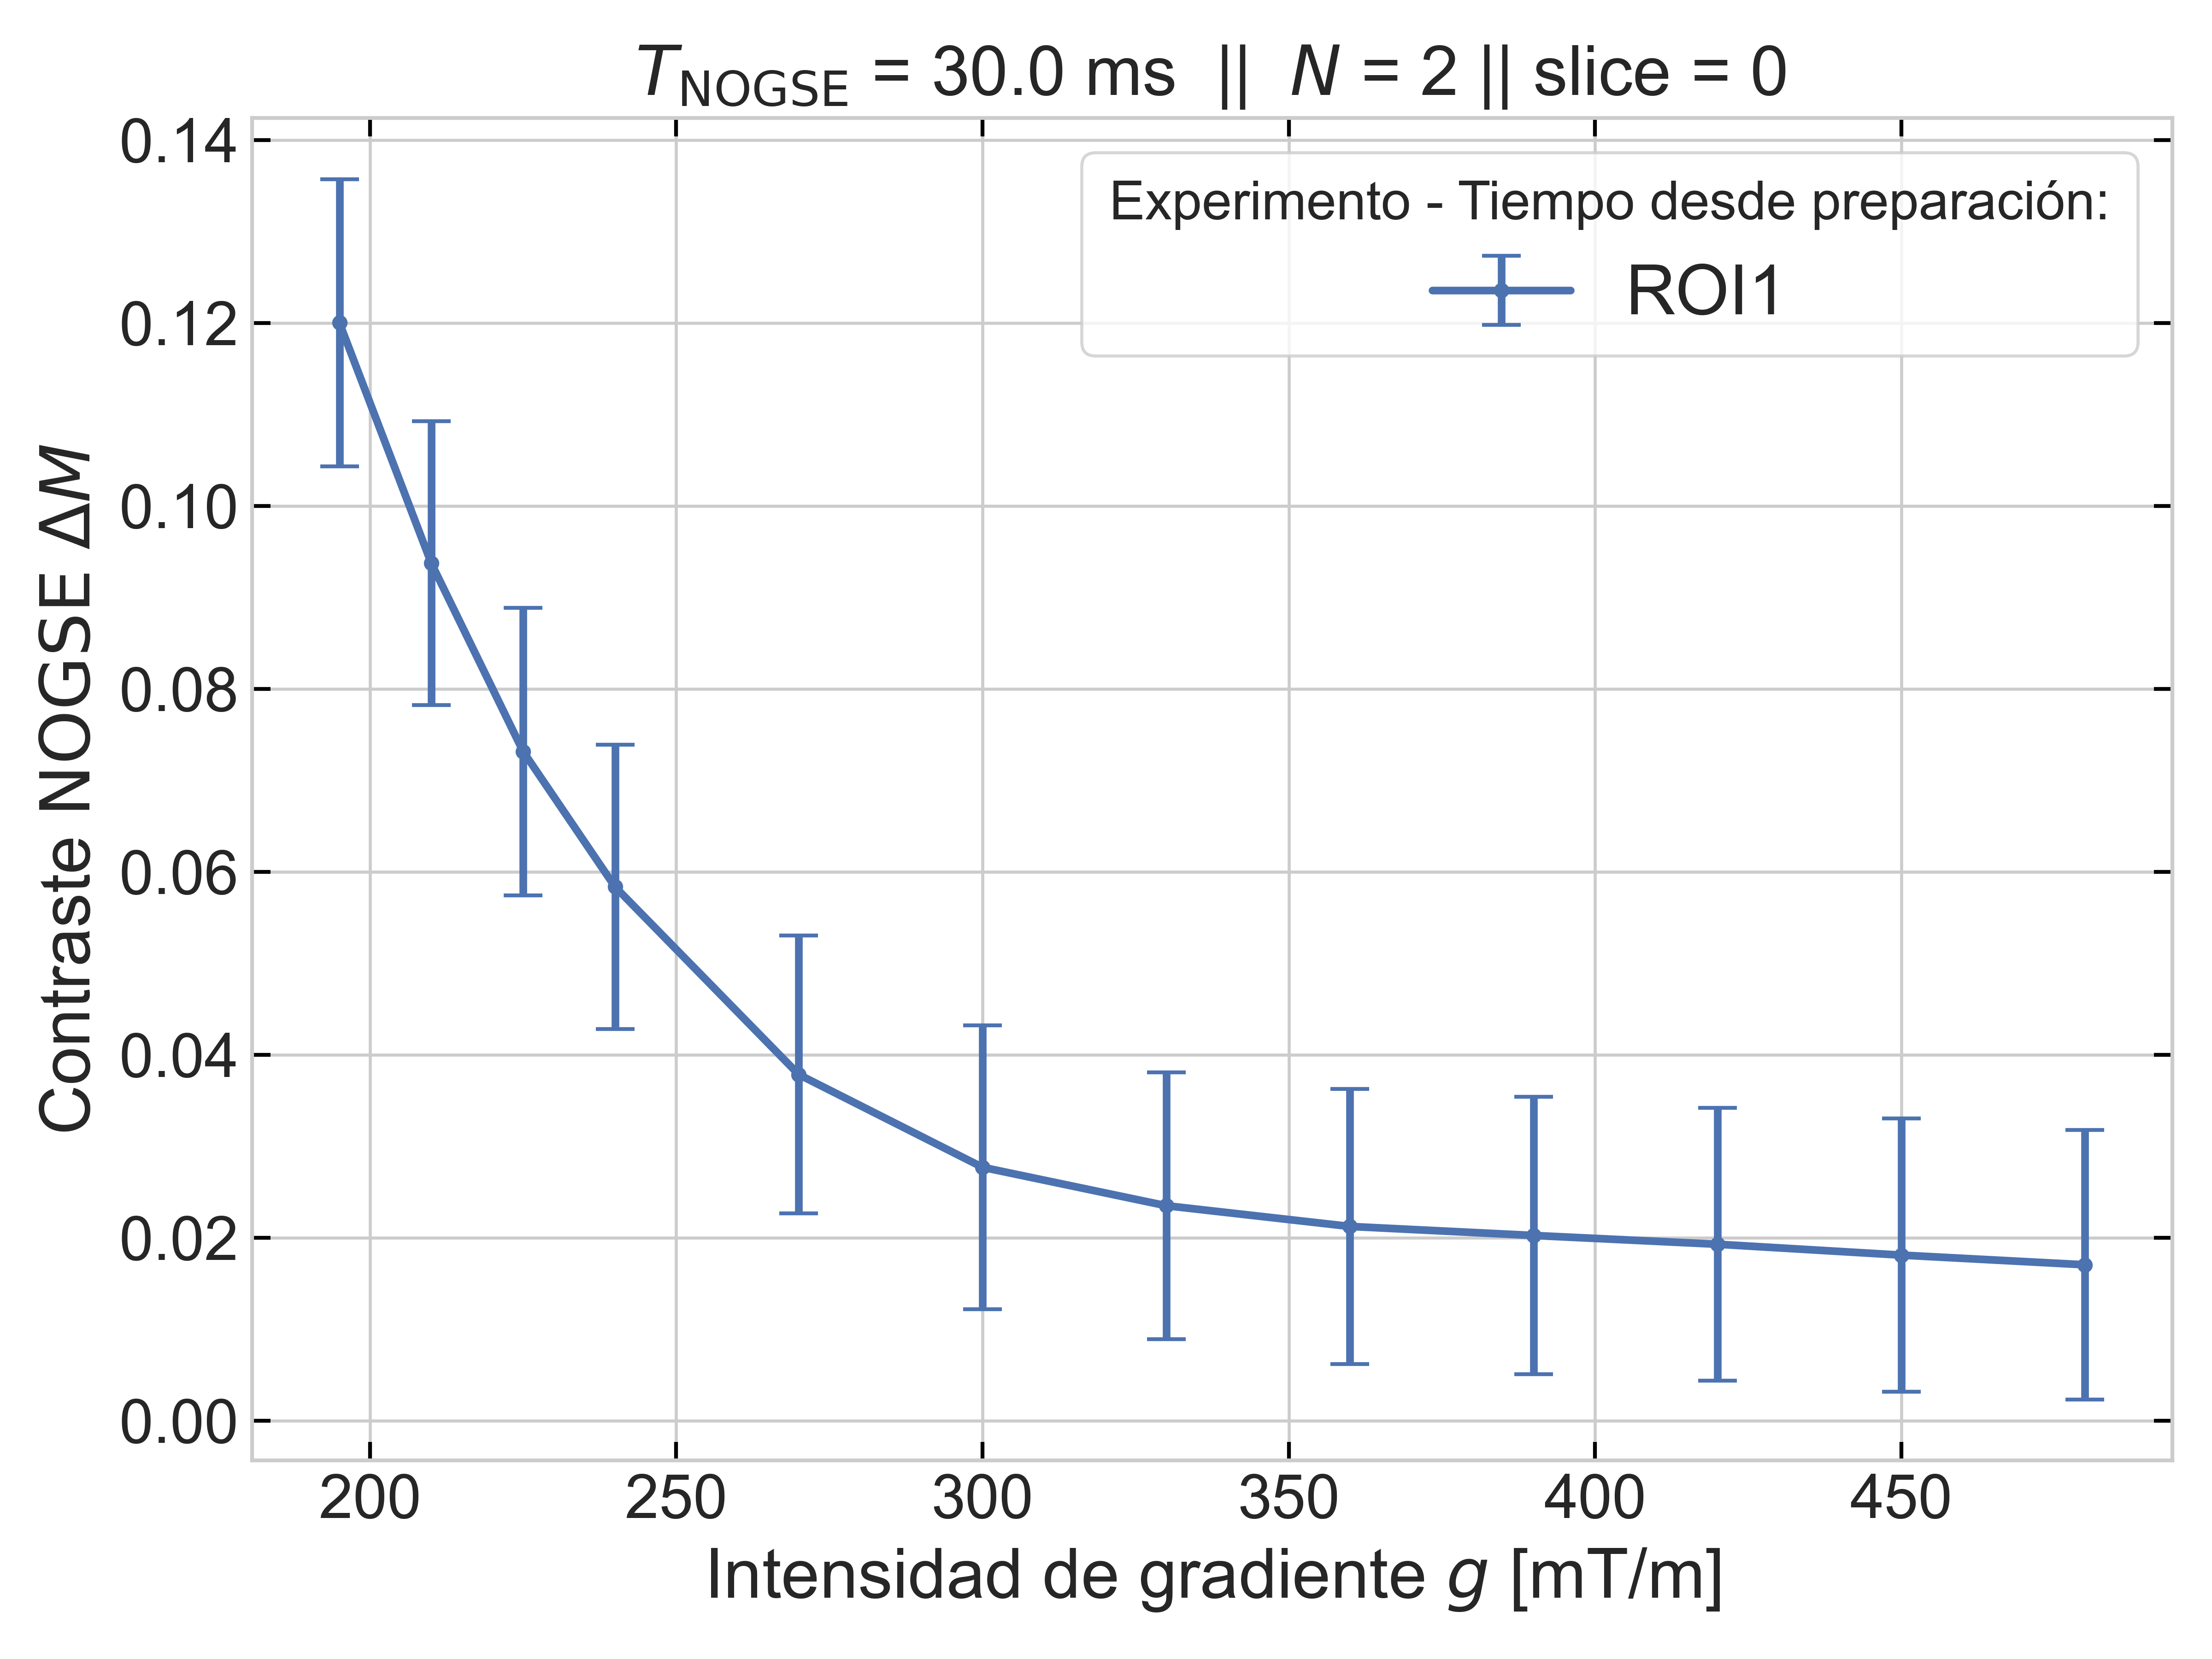 T_NOGSE = 30.0 ms || N = 2 || slice = 0
Experimento - Tiempo desde preparación:
ROI1
Contraste NOGSE ΔM
0.14
0.12
0.10
0.08
0.06
0.04
0.02
0.00
200 250 300 350 400 450
Intensidad de gradiente g [mT/m]